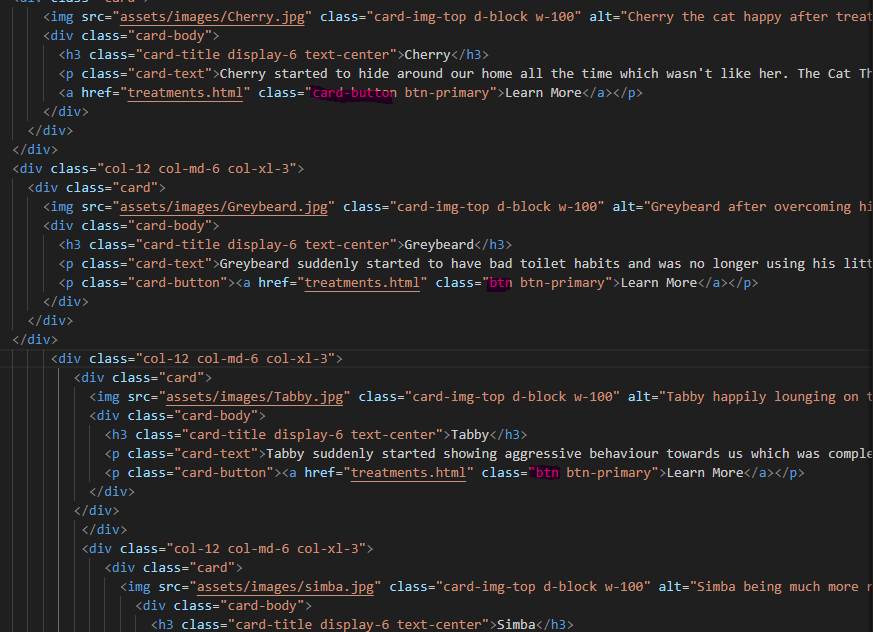 <div class="card">
<img src="assets/images/Cherry.jpg" class="card-img-top d-block w-100" alt="Cherry the cat happy after treat
<div class="card-body">
<h3 class="card-title display-6 text-center">Cherry</h3>
<p class="card-text">Cherry started to hide around our home all the time which wasn't like her. The Cat Th
<a href="treatments.html" class="card-button btn-primary">Learn More</a></p>
</div>
</div>
</div>
<div class="col-12 col-md-6 col-xl-3">
<div class="card">
<img src="assets/images/Greybeard.jpg" class="card-img-top d-block w-100" alt="Greybeard after overcoming hi
<div class="card-body">
<h3 class="card-title display-6 text-center">Greybeard</h3>
<p class="card-text">Greybeard suddenly started to have bad toilet habits and was no longer using his litt
<p class="card-button"><a href="treatments.html" class="btn btn-primary">Learn More</a></p>
</div>
</div>
</div>
<div class="col-12 col-md-6 col-xl-3">
<div class="card">
<img src="assets/images/Tabby.jpg" class="card-img-top d-block w-100" alt="Tabby happily lounging on t
<div class="card-body">
<h3 class="card-title display-6 text-center">Tabby</h3>
<p class="card-text">Tabby suddenly started showing aggressive behaviour towards us which was comple
<p class="card-button"><a href="treatments.html" class="btn btn-primary">Learn More</a></p>
</div>
</div>
</div>
<div class="col-12 col-md-6 col-xl-3">
<div class="card">
<img src="assets/images/simba.jpg" class="card-img-top d-block w-100" alt="Simba being much more r
<div class="card-body">
<h3 class="card-title display-6 text-center">Simba</h3>